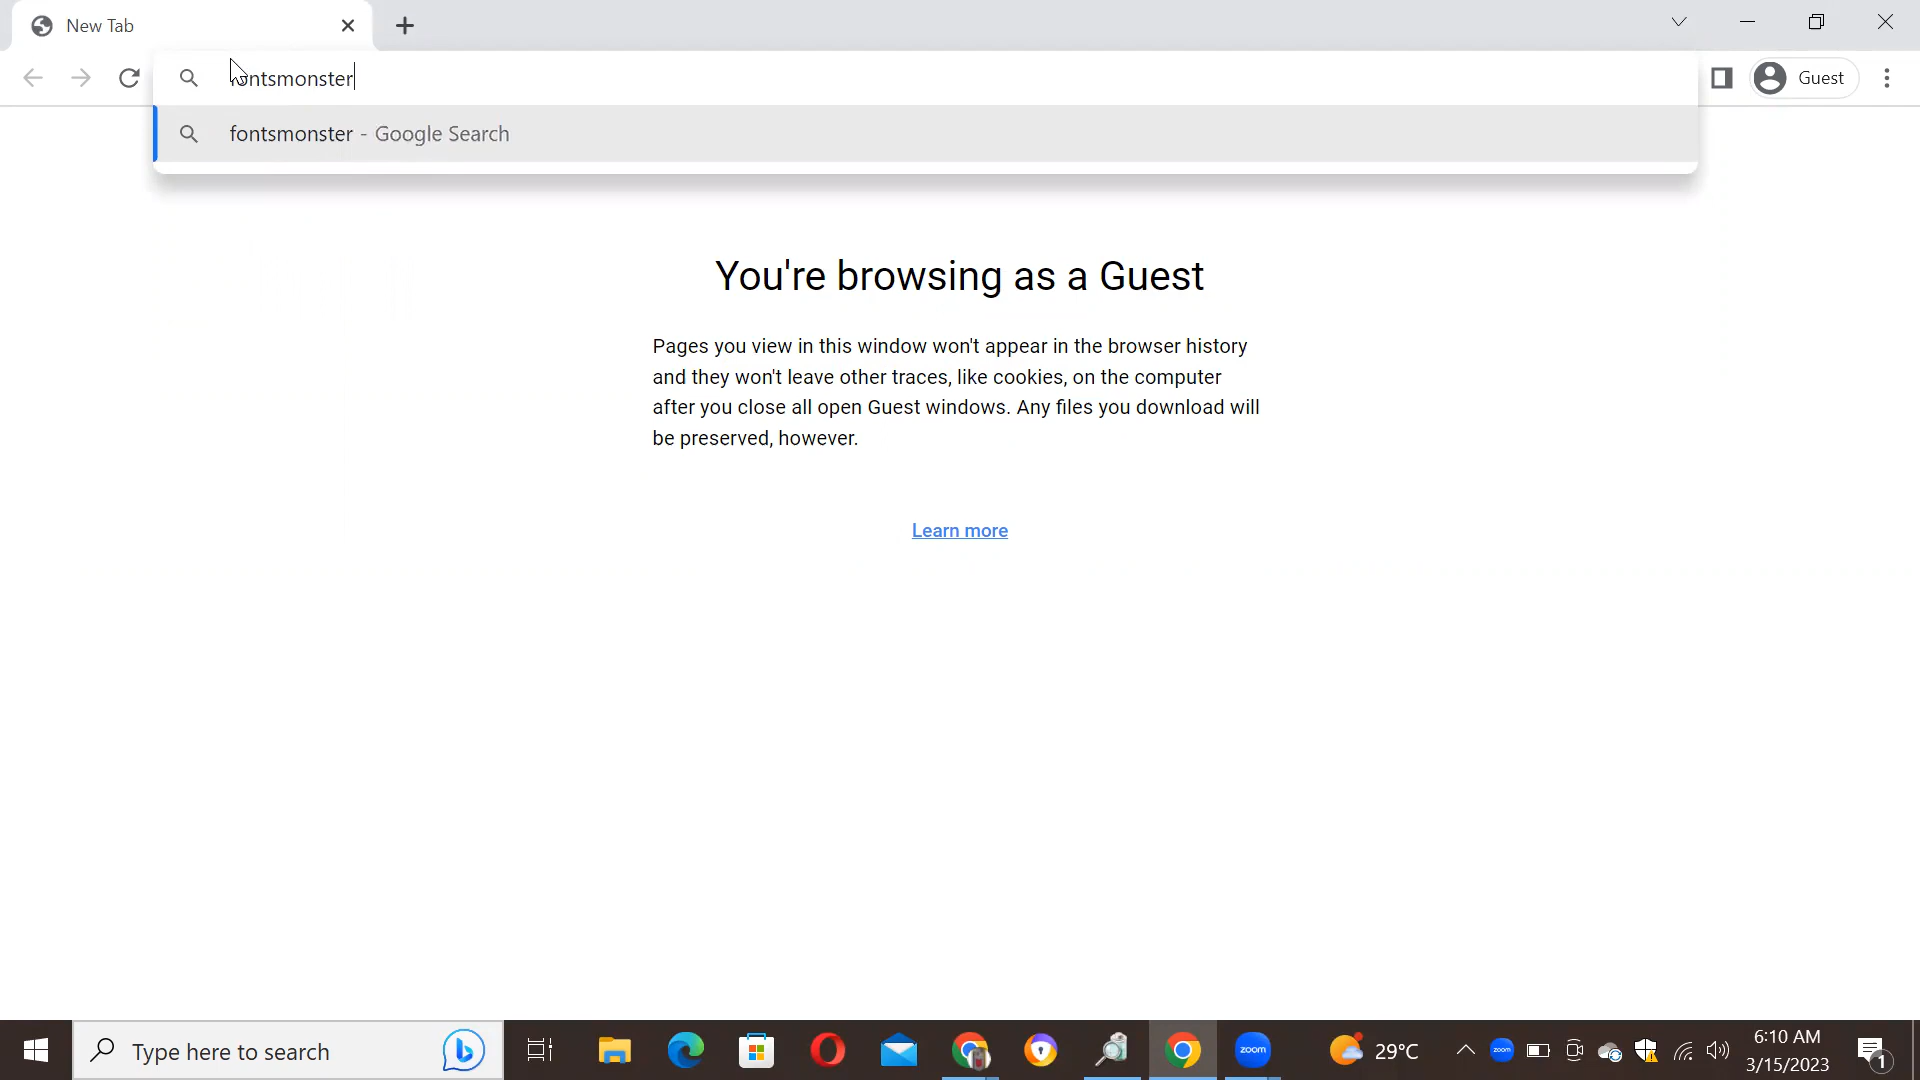 New Tab
fontsmonster
Guest
fontsmonster - Google Search
You're browsing as a Guest
Pages you view in this window won't appear in the browser history
and they won't leave other traces, like cookies, on the computer
after you close all open Guest windows. Any files you download will
be preserved, however.
Learn more
Type here to search
zoom
29°C
zoom
6:10 AM
3/15/2023
1